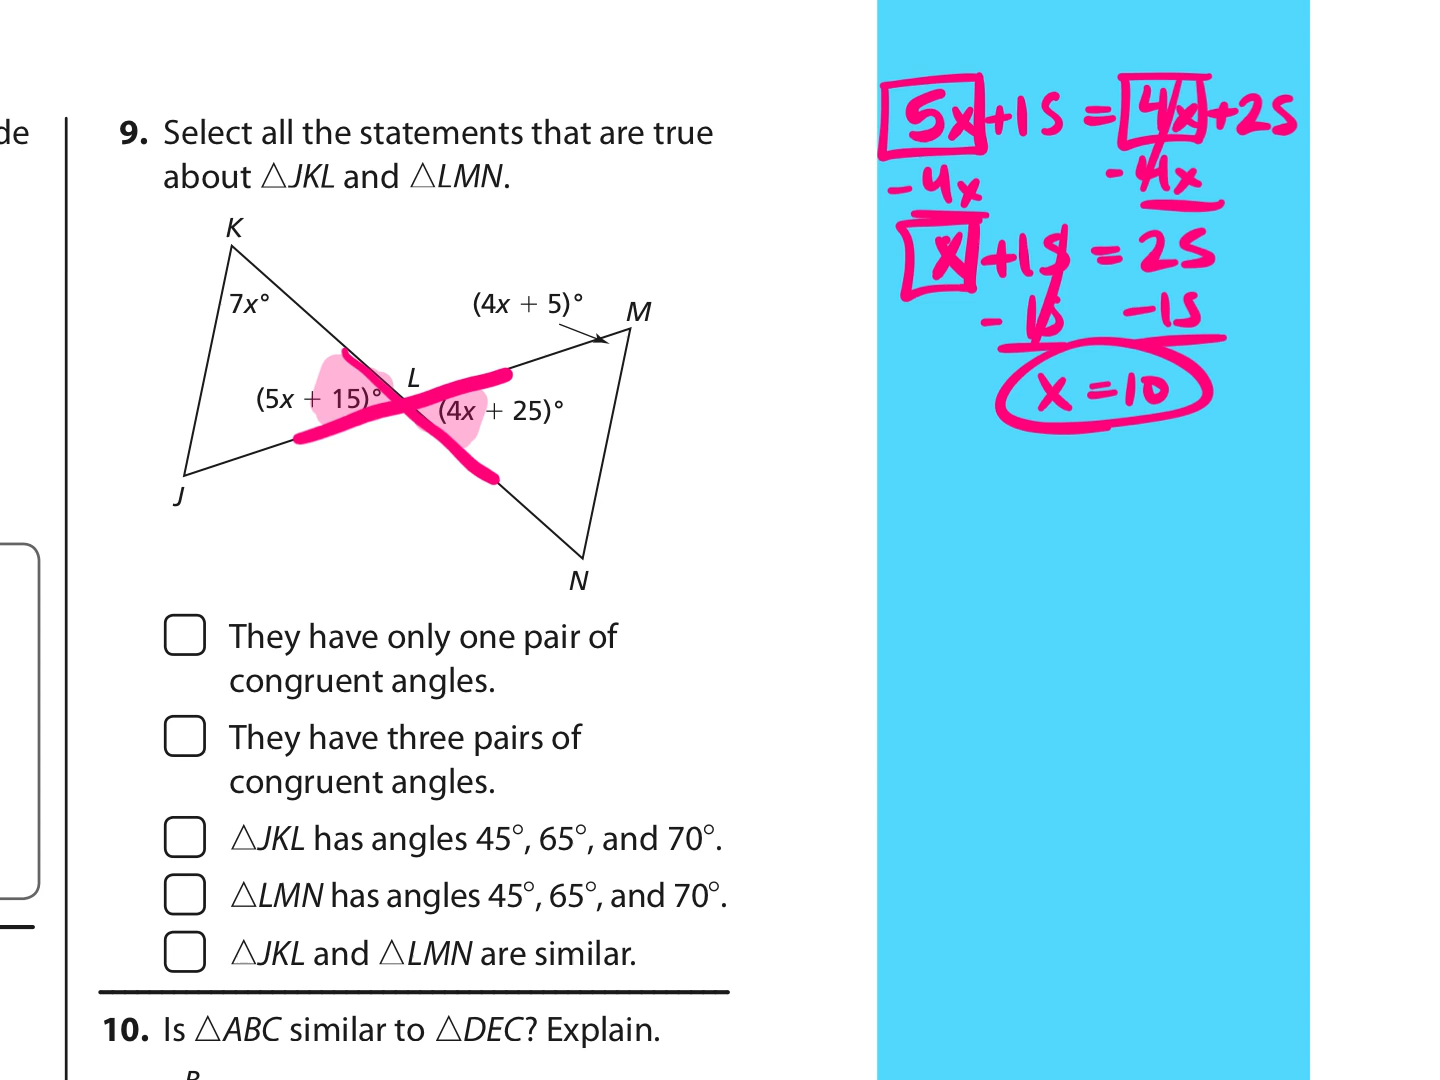 de
9. Select all the statements that are true
about △JKL and △LMN.
K
7x°
(4x + 5)°
M
L
(5x + 15)°
(4x + 25)°
J
N
They have only one pair of
congruent angles.
They have three pairs of
congruent angles.
△JKL has angles 45°, 65°, and 70°.
△LMN has angles 45°, 65°, and 70°.
△JKL and △LMN are similar.
10. Is △ABC similar to △DEC? Explain.
5x+15 = 4x+25
-4x -4x
x+15 = 25
-15 -15
x = 10